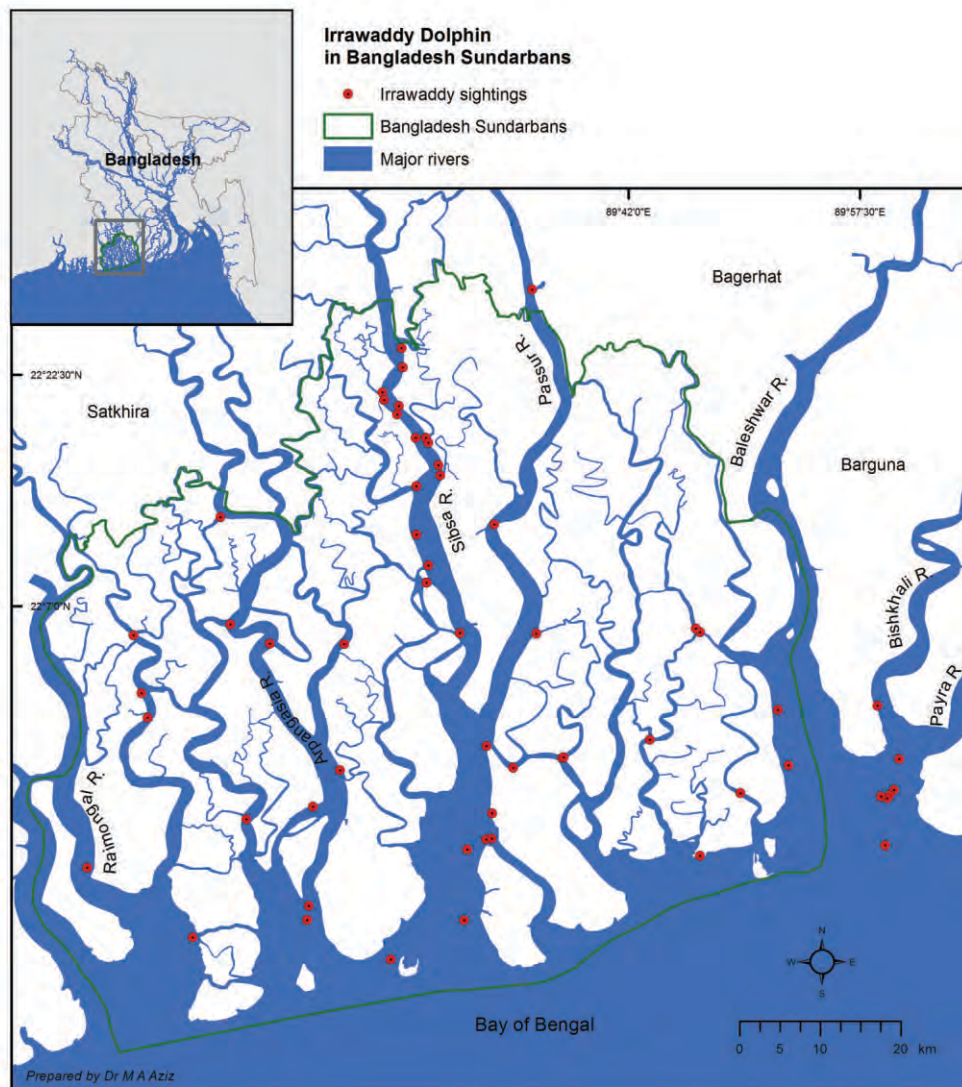 Irrawaddy Dolphin
in Bangladesh Sundarbans
Irrawaddy sightings
Bangladesh Sundarbans
Major rivers
Bangladesh
89°42'0"E
89°57'30"E
Bagerhat
Passur R.
22°22'30"N
Satkhira
Baleshwar R.
Barguna
Sibsa R.
Bishkhali R.
22°7'0"N
Payra R.
Arpangasia R.
Raimongal R.
N
W
E
S
Bay of Bengal
0 5 10 20 km
Prepared by Dr M A Aziz